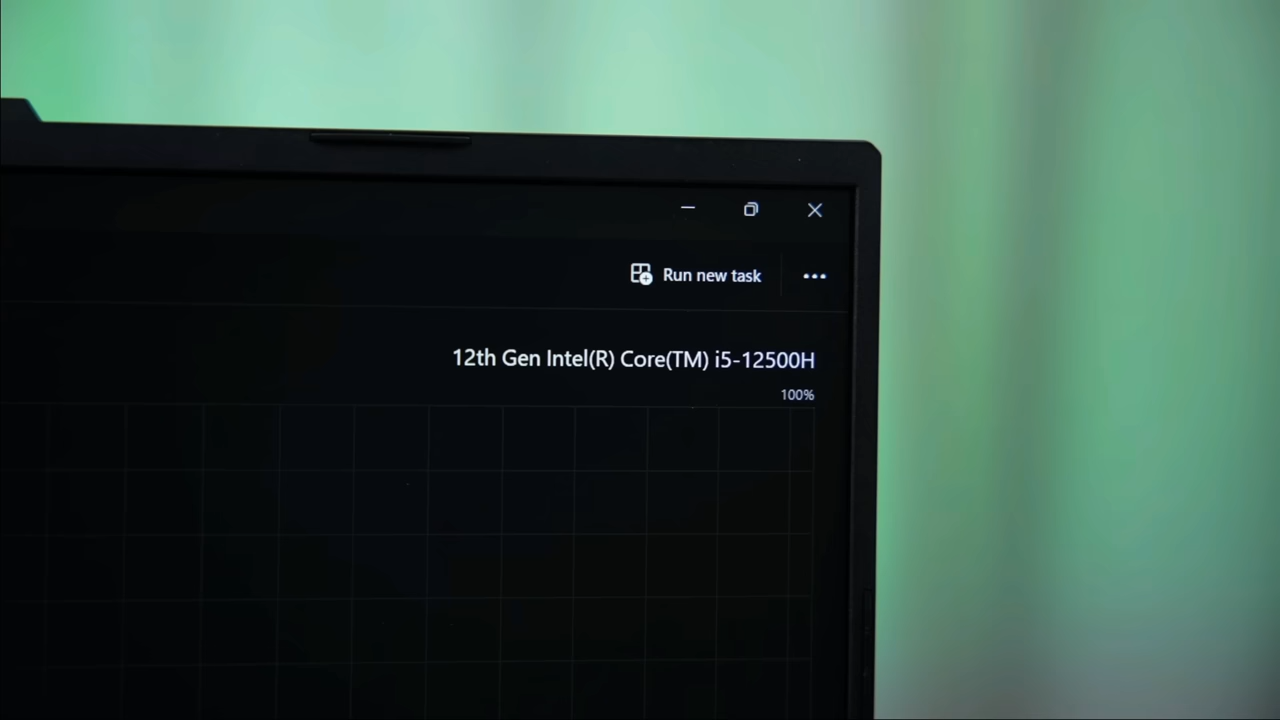 Run new task
12th Gen Intel(R) Core(TM) i5-12500H
100%